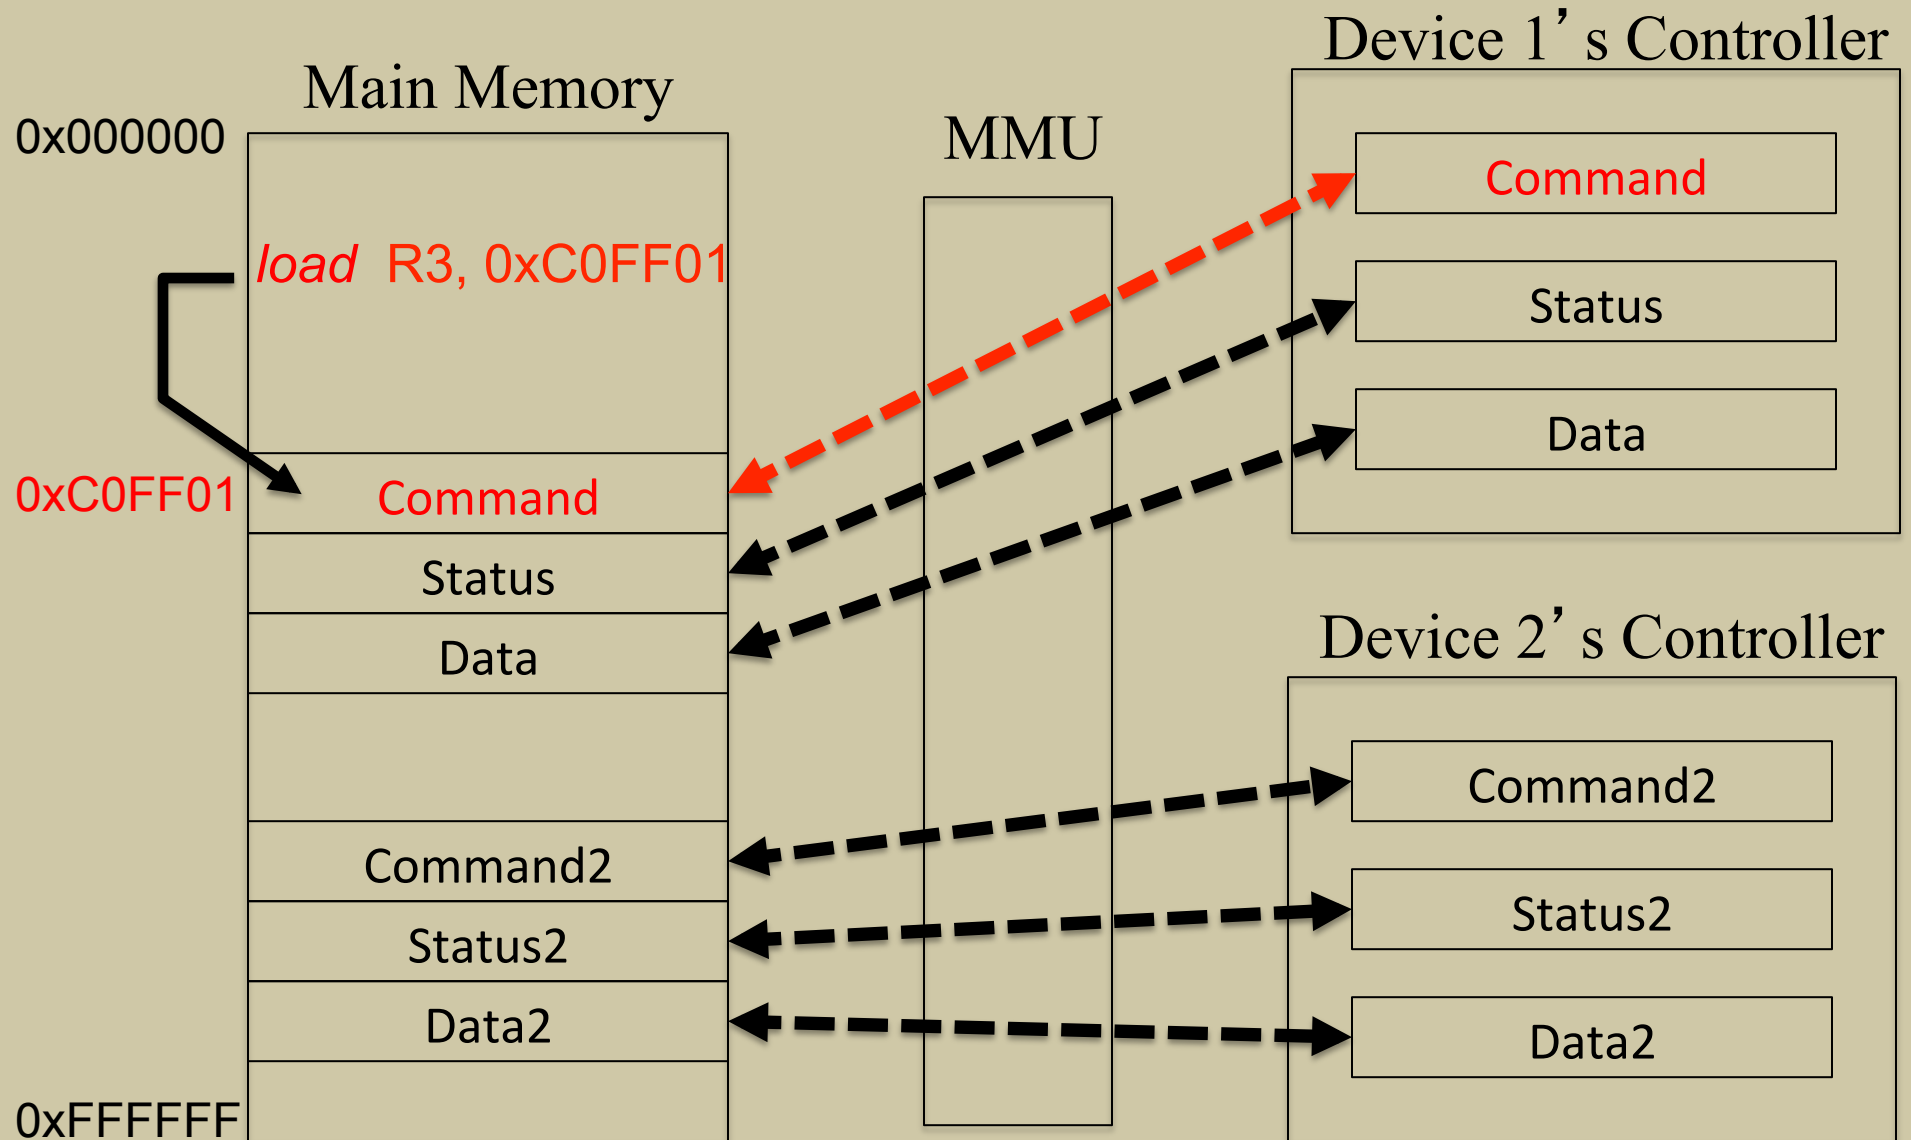 Device 1’s Controller
Main Memory
MMU
0x000000
Command
load R3, 0xC0FF01
Status
Data
0xC0FF01
Command
Status
Data
Device 2’s Controller
Command2
Command2
Status2
Status2
Data2
Data2
0xFFFFFF